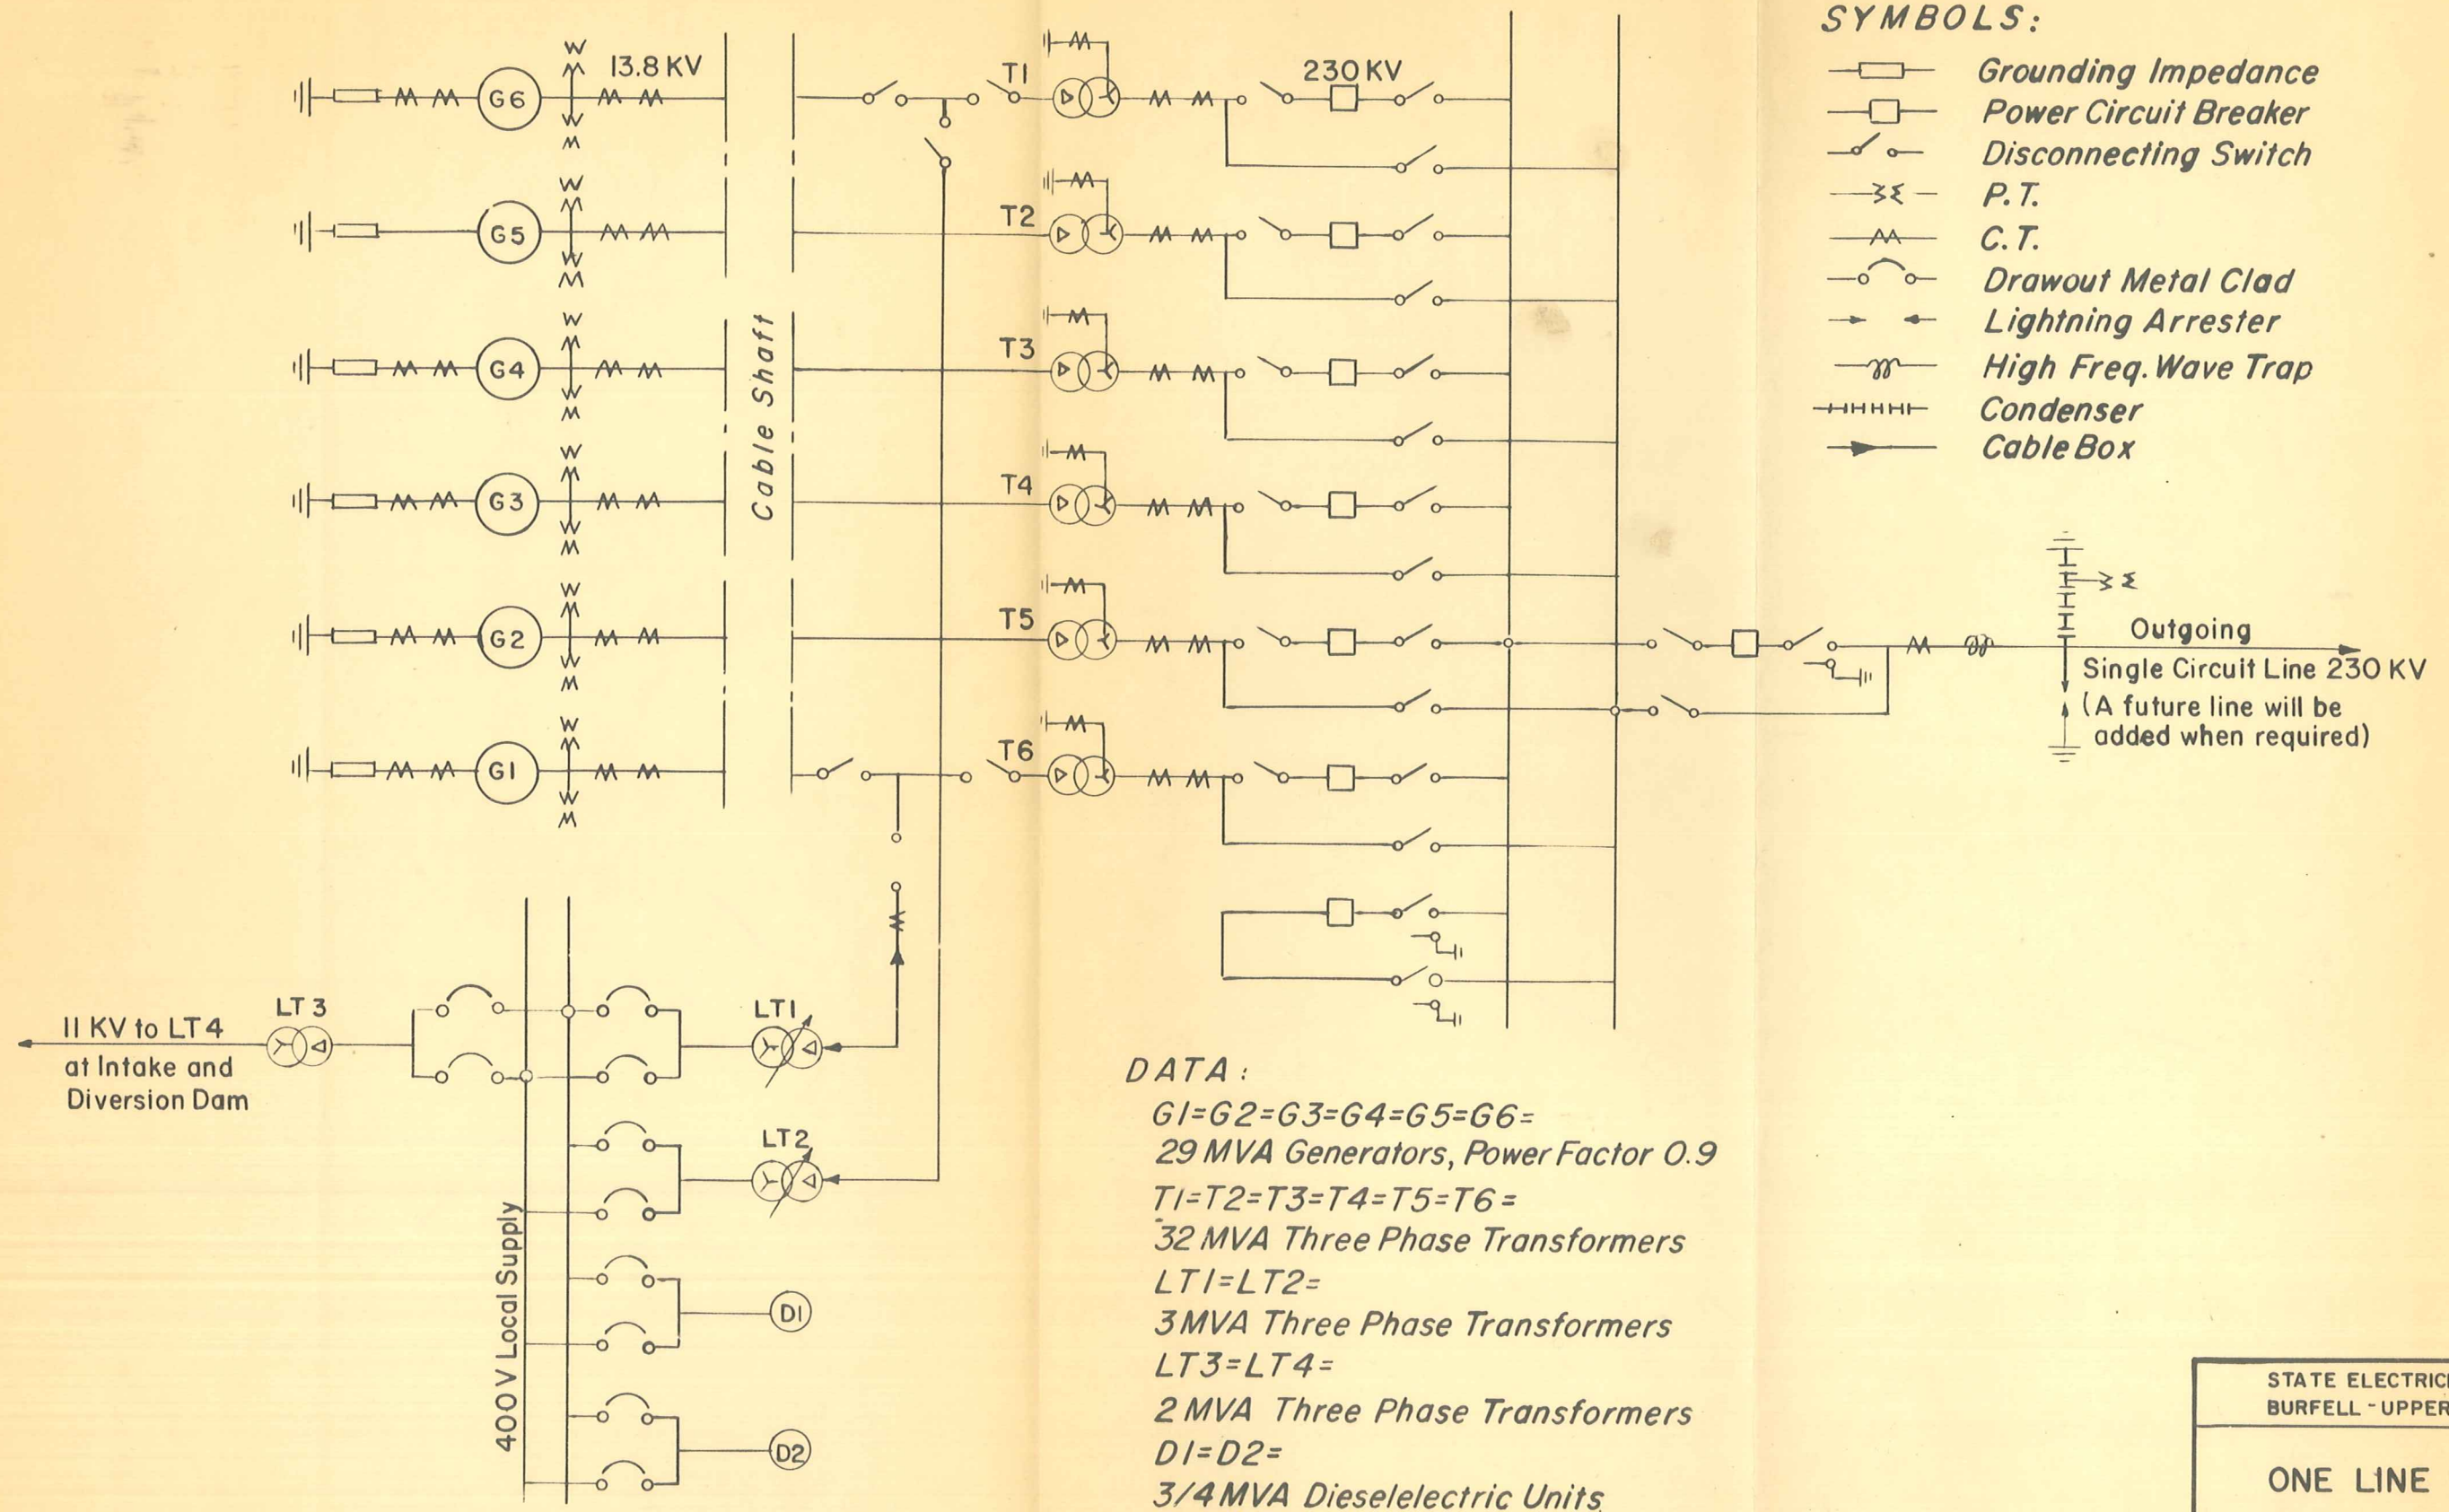 SYMBOLS:
Grounding Impedance
Power Circuit Breaker
Disconnecting Switch
P.T.
C.T.
Drawout Metal Clad
Lightning Arrester
High Freq. Wave Trap
Condenser
Cable Box
13.8 KV
230 KV
G6
T1
G5
T2
G4
T3
G3
T4
G2
T5
G1
T6
Cable Shaft
Outgoing
Single Circuit Line 230 KV
(A future line will be
added when required)
LT3
11 KV to LT4
at Intake and
Diversion Dam
LT1
LT2
D1
D2
400 V Local Supply
DATA:
G1=G2=G3=G4=G5=G6=
29 MVA Generators, Power Factor 0.9
T1=T2=T3=T4=T5=T6=
32 MVA Three Phase Transformers
LT1=LT2=
3 MVA Three Phase Transformers
LT3=LT4=
2 MVA Three Phase Transformers
D1=D2=
3/4 MVA Dieselelectric Units
STATE
BURFELL - UPPER
ONE LINE